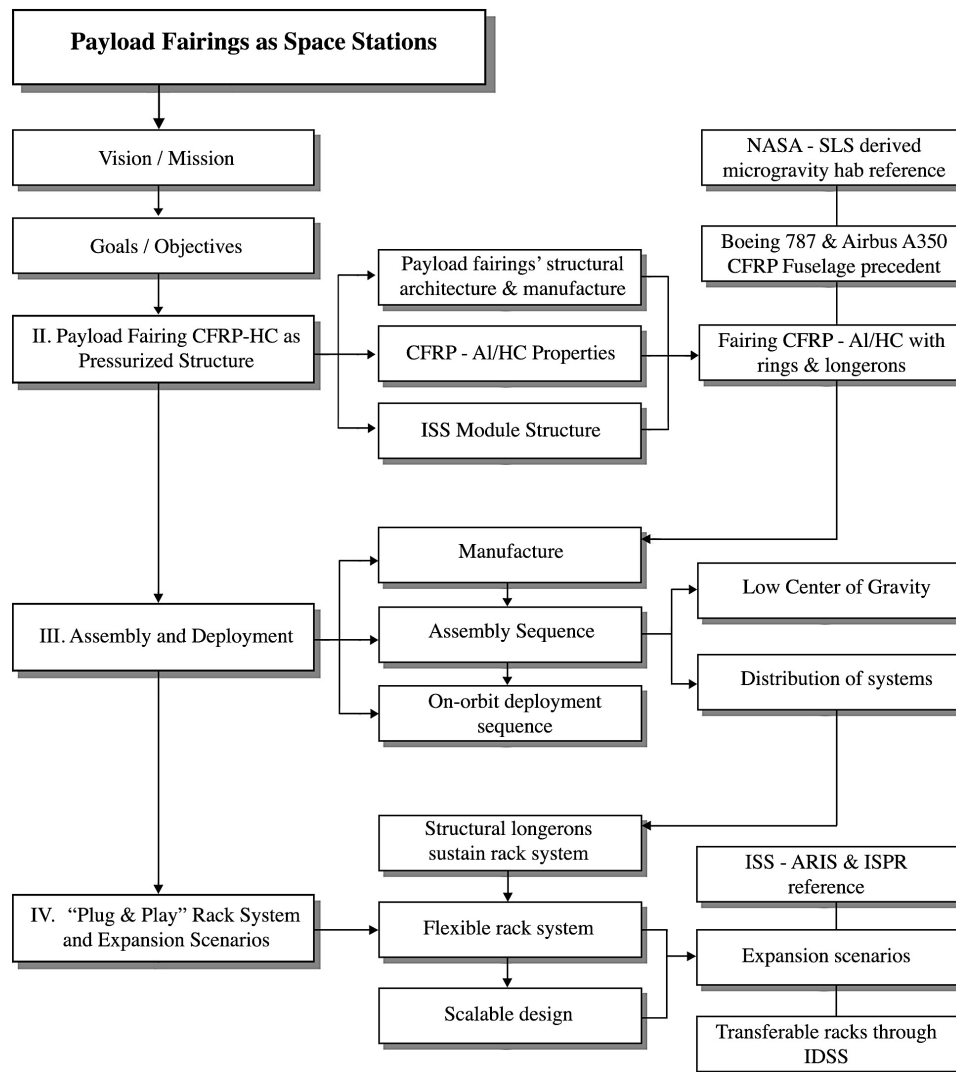 Payload Fairings as Space Stations
Vision / Mission
NASA - SLS derived
microgravity hab reference
Goals / Objectives
Boeing 787 & Airbus A350
CFRP Fuselage precedent
Payload fairings’ structural
architecture & manufacture
II. Payload Fairing CFRP-HC as
Pressurized Structure
CFRP - Al/HC Properties
Fairing CFRP - Al/HC with
rings & longerons
ISS Module Structure
Manufacture
Low Center of Gravity
III. Assembly and Deployment
Assembly Sequence
Distribution of systems
On-orbit deployment
sequence
Structural longerons
sustain rack system
ISS - ARIS & ISPR
reference
IV. “Plug & Play” Rack System
and Expansion Scenarios
Flexible rack system
Expansion scenarios
Scalable design
Transferable racks through
IDSS